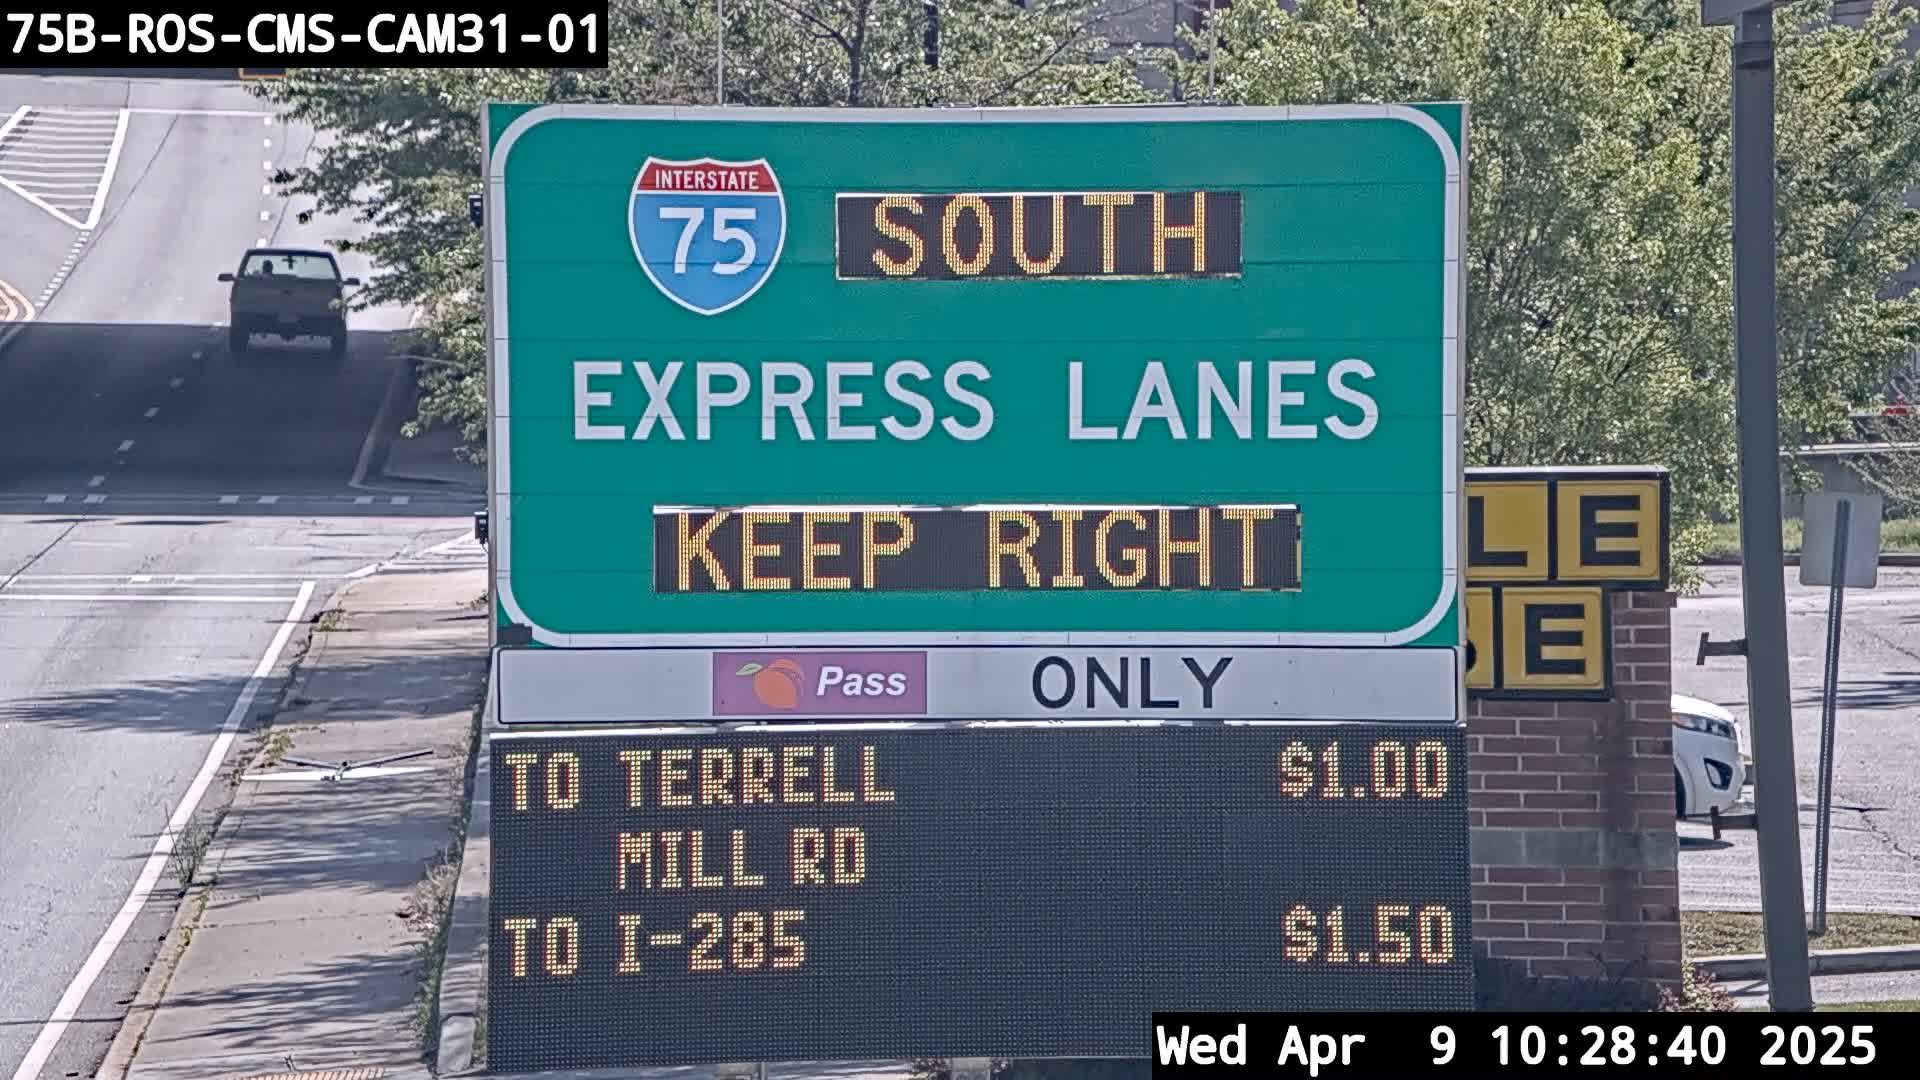 75B-ROS-CMS-CAM31-01
INTERSTATE
75
SOUTH
EXPRESS LANES
KEEP RIGHT
Pass ONLY
TO TERRELL $1.00
MILL RD
TO I-285 $1.50
LE
E
Wed Apr 9 10:28:40 2025